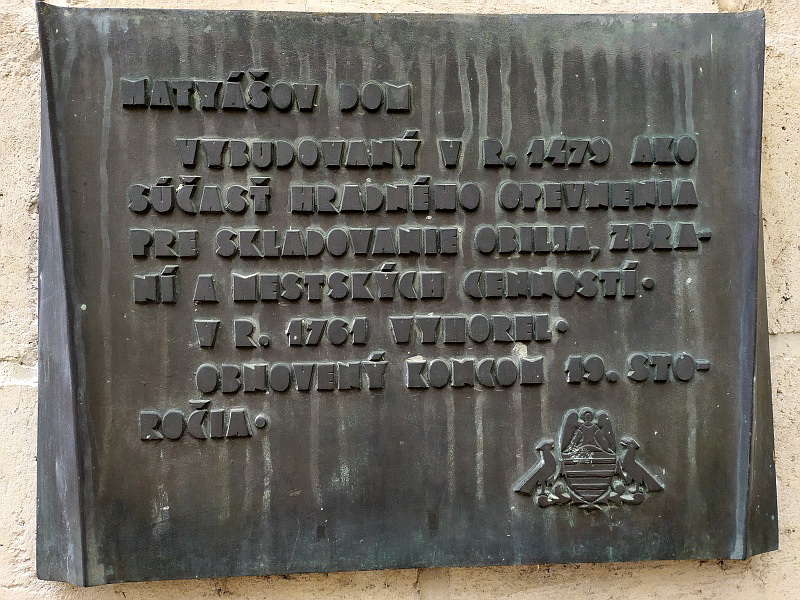 MATYÁŠOV DOM
VYBUDOVANÝ V R. 1479 AKO
SÚČASŤ HRADNÉHO OPEVNENIA
PRE SKLADOVANIE OBILIA, ZBRA-
NÍ A MESTSKÝCH CENNOSTÍ.
V R. 1761 VYHOREL.
OBNOVENÝ KONCOM 19. STO-
ROČIA.